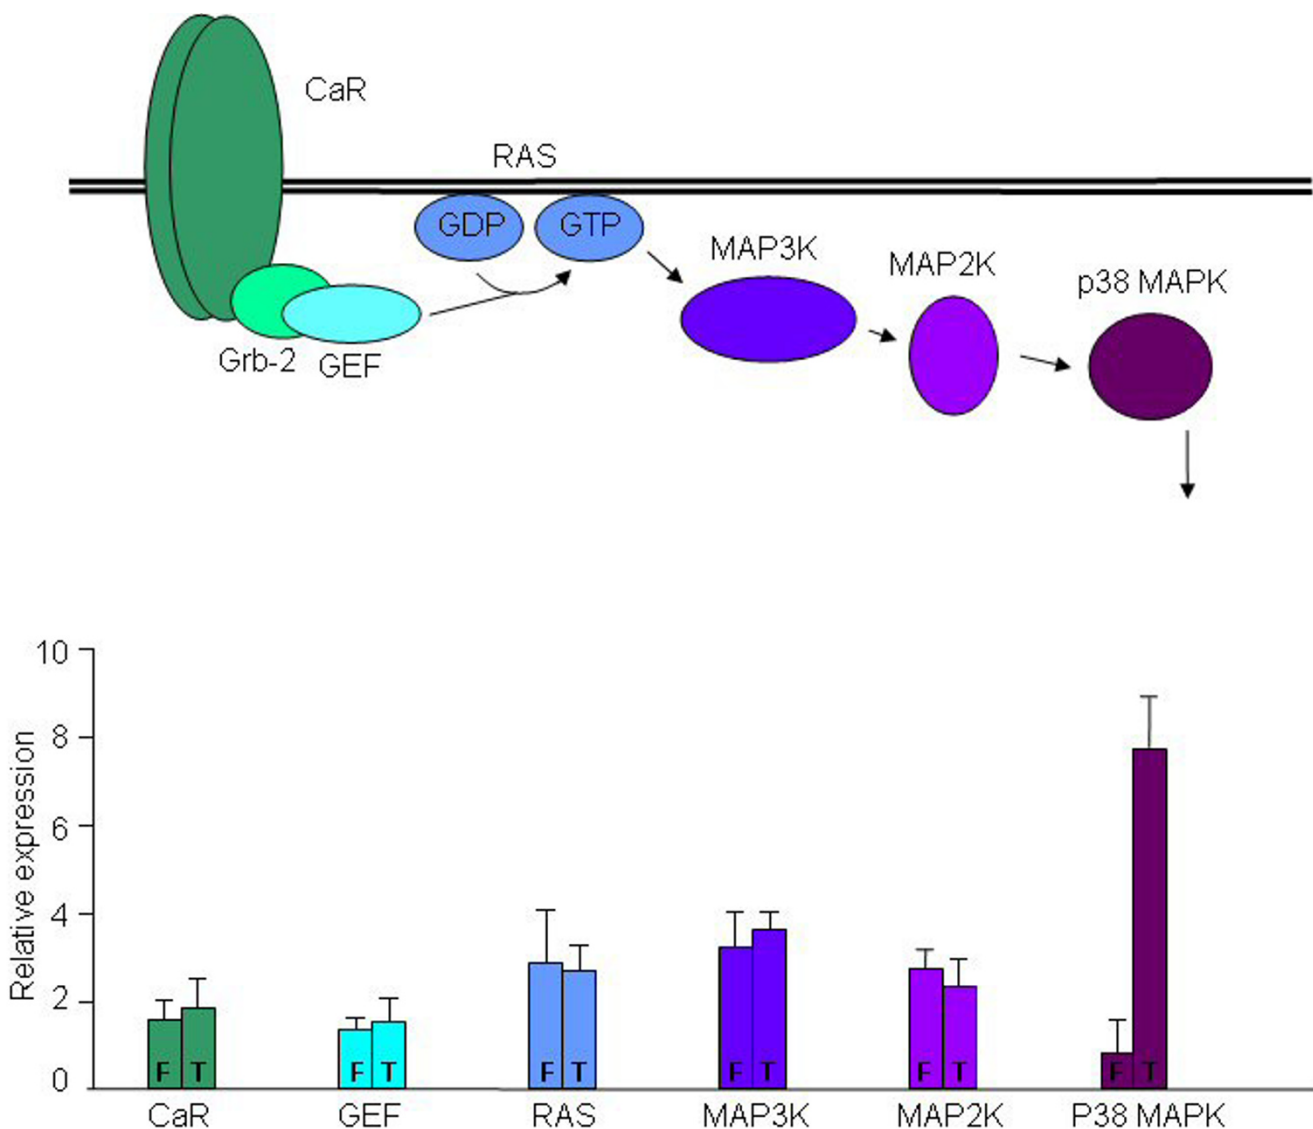 CaR
RAS
GDP
GTP
MAP3K
MAP2K
p38 MAPK
Grb-2
GEF
Relative expression
10
8
6
4
2
0
F T
F T
F T
F T
F T
F T
CaR
GEF
RAS
MAP3K
MAP2K
P38 MAPK